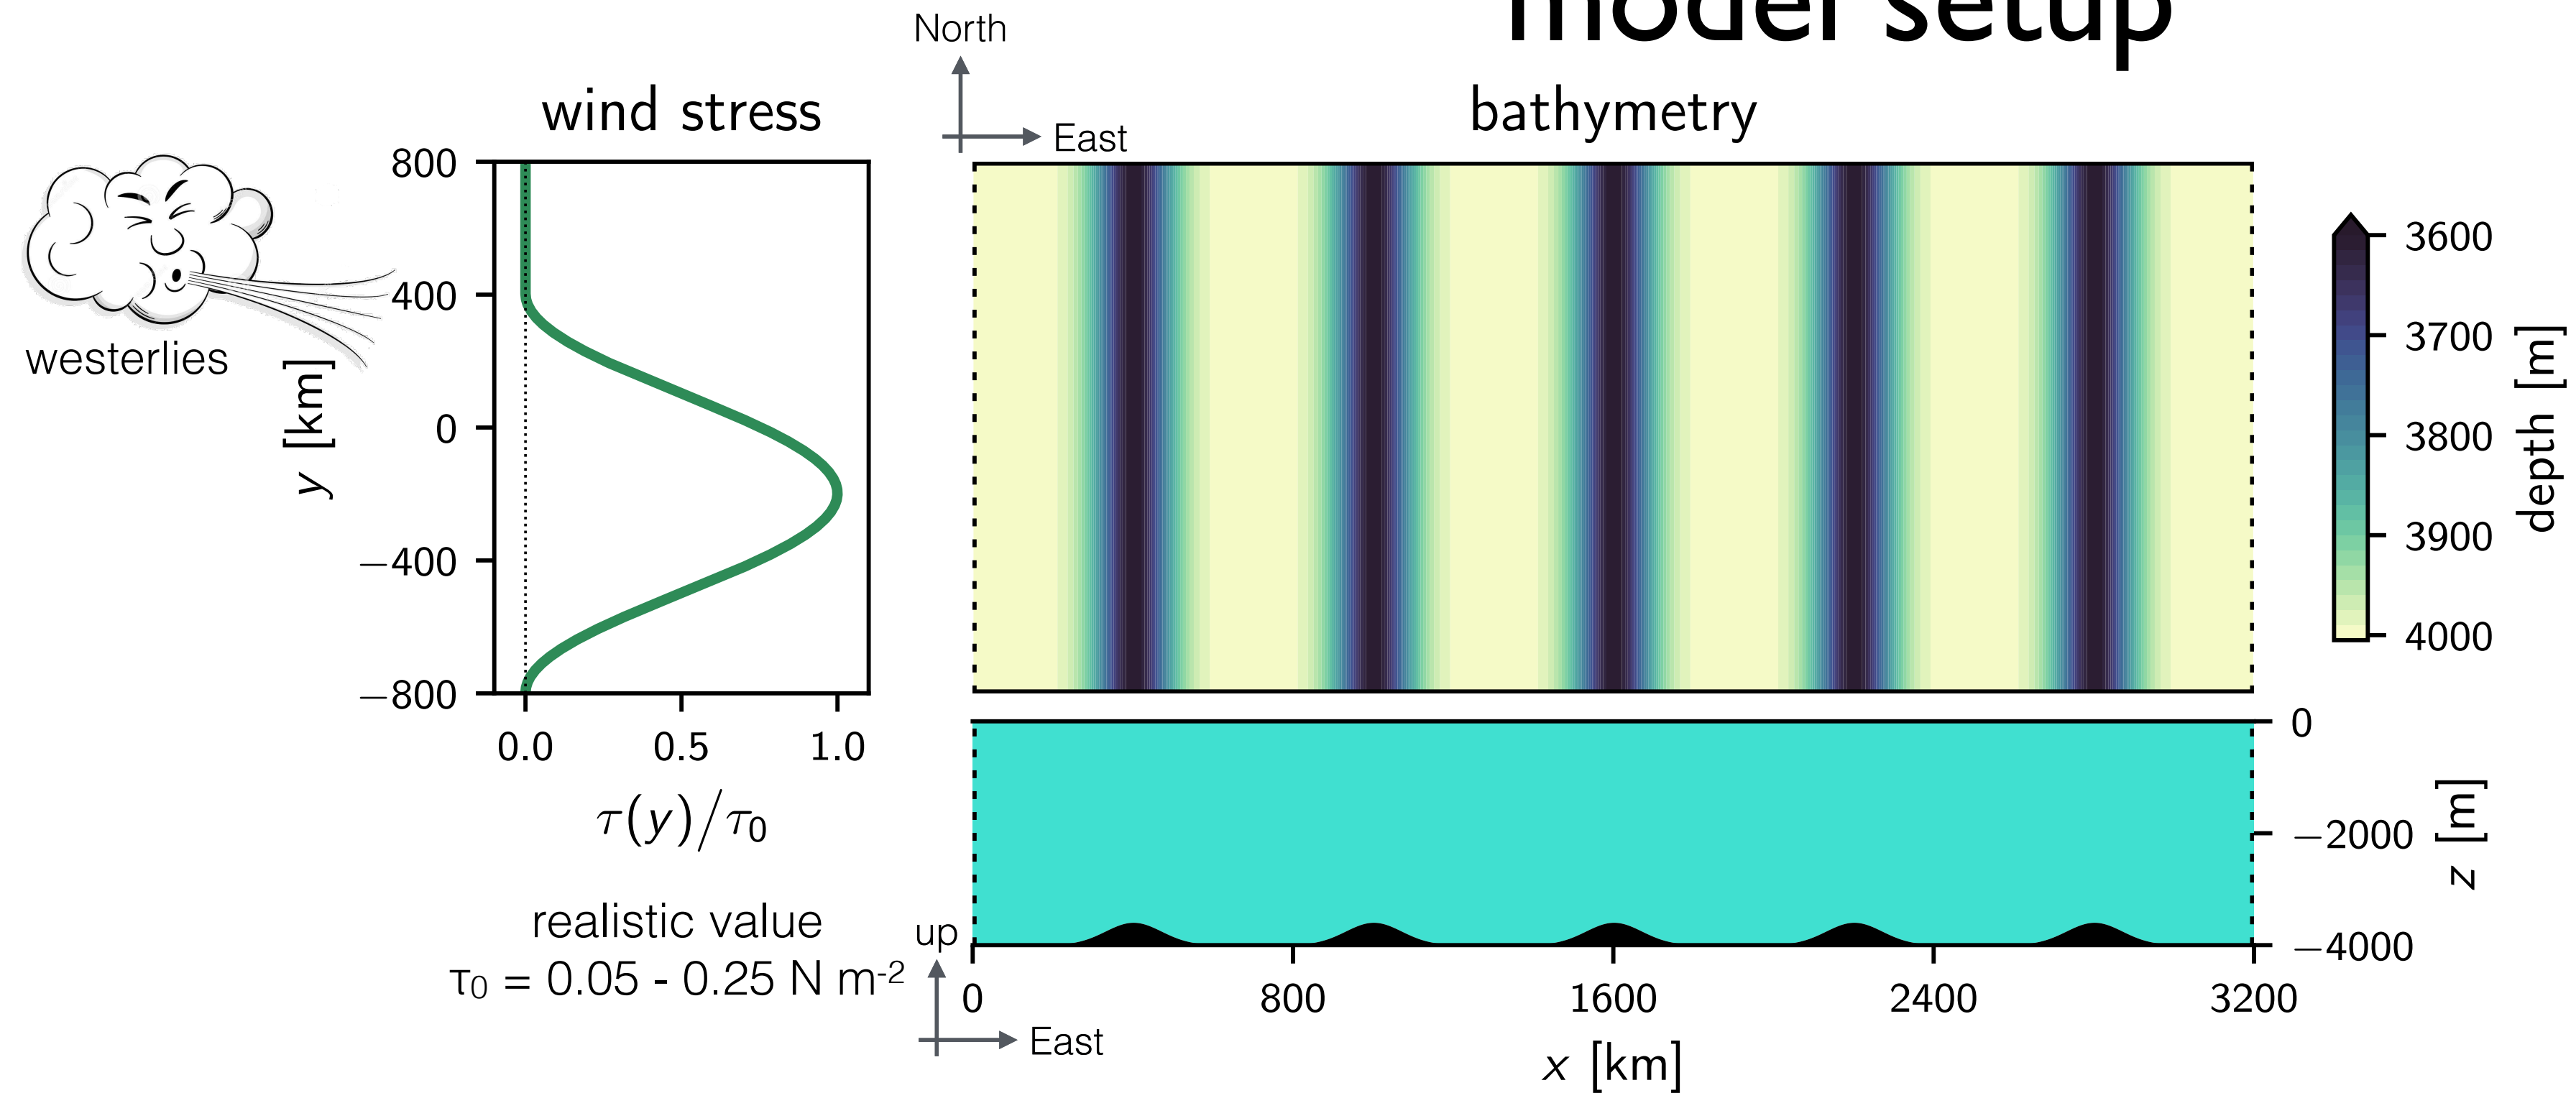 model setup
North
East
wind stress
bathymetry
westerlies
800
400
0
−400
−800
y [km]
0.0 0.5 1.0
τ(y)/τ0
realistic value
τ0 = 0.05 - 0.25 N m-2
3600
3700
3800
3900
4000
depth [m]
0
−2000
−4000
z [m]
up
East
0 800 1600 2400 3200
x [km]